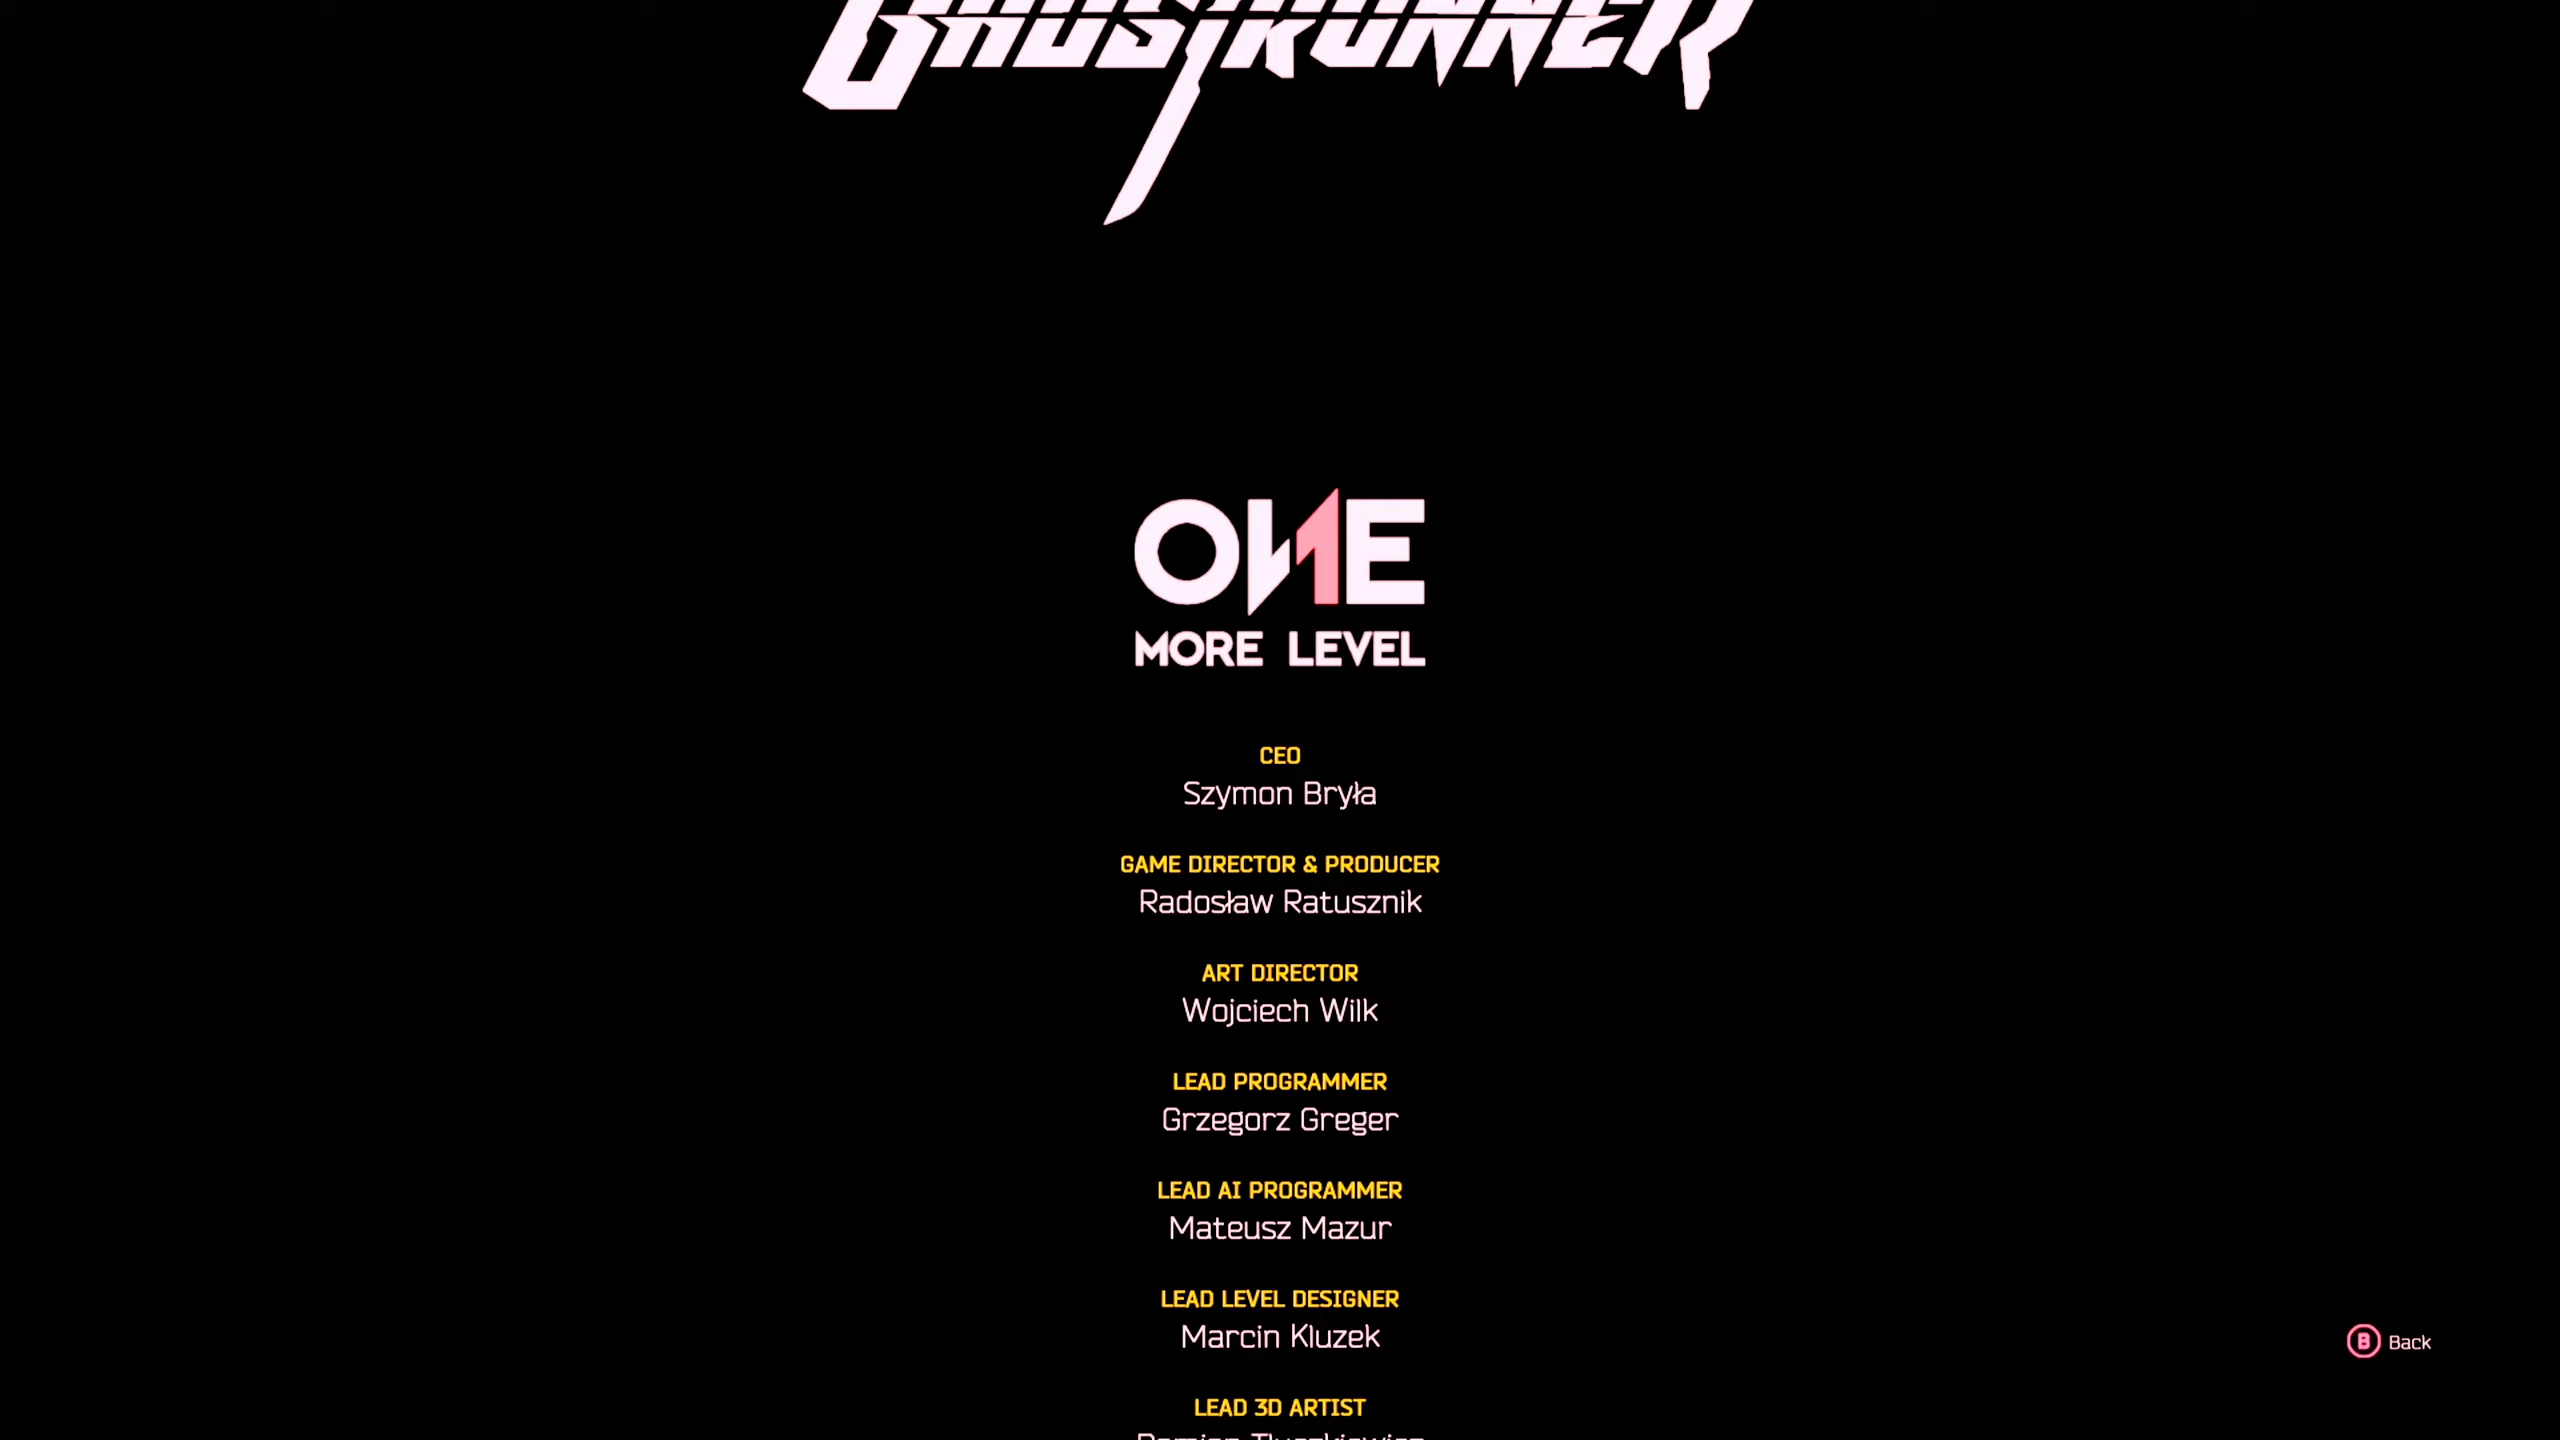 GHOSTRUNNER
ONE
MORE LEVEL
CEO
Szymon Bryła
GAME DIRECTOR & PRODUCER
Radosław Ratusznik
ART DIRECTOR
Wojciech Wilk
LEAD PROGRAMMER
Grzegorz Greger
LEAD AI PROGRAMMER
Mateusz Mazur
LEAD LEVEL DESIGNER
Marcin Kluzek
B Back
LEAD 3D ARTIST